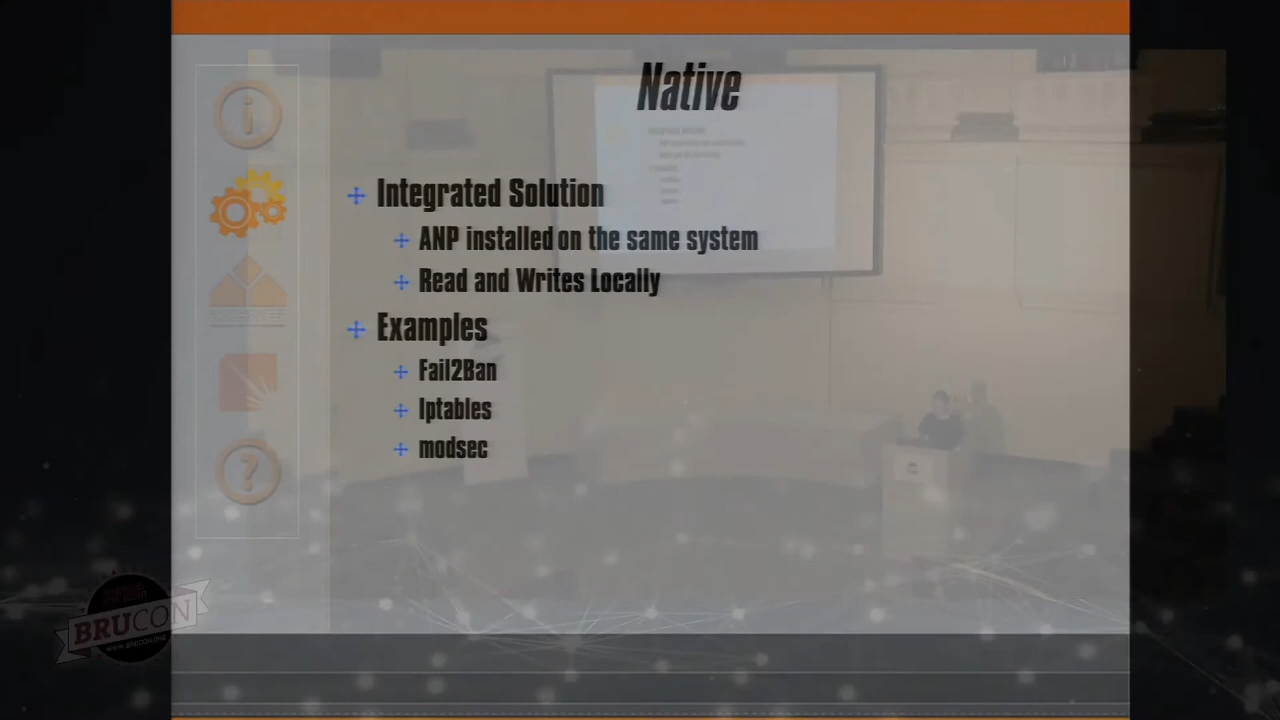 Native
Integrated Solution
ANP installed on the same system
Read and Writes Locally
Examples
Fail2Ban
Iptables
modsec
BRUCON